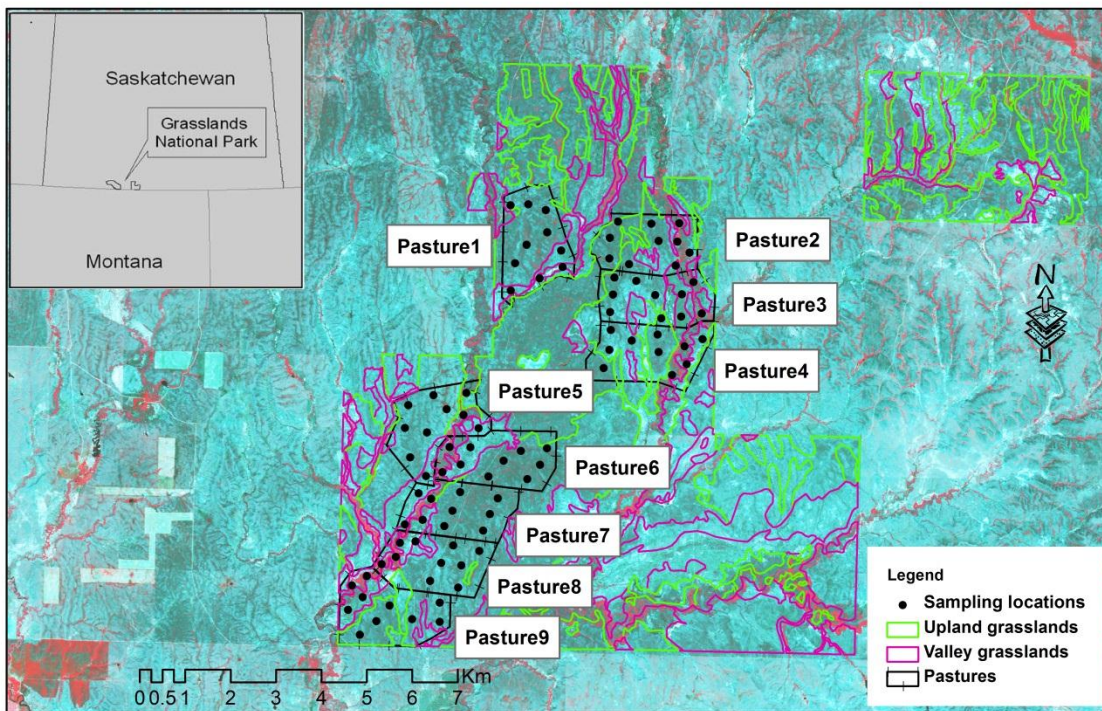 Saskatchewan
Grasslands
National Park
Montana
Pasture1
Pasture2
Pasture3
Pasture4
Pasture5
Pasture6
Pasture7
Pasture8
Pasture9
N
Legend
Sampling locations
Upland grasslands
Valley grasslands
Pastures
Km
0 0.5 1 2 3 4 5 6 7